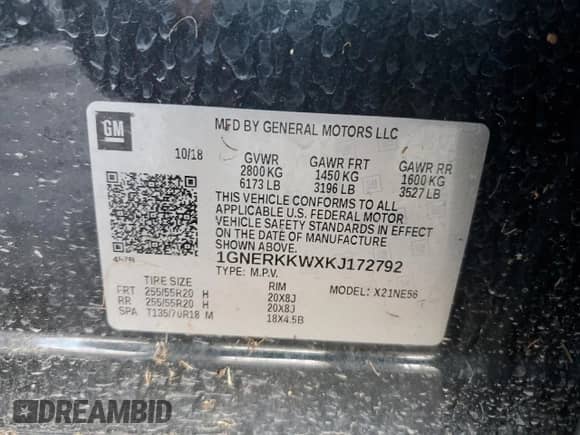 GM
MFD BY GENERAL MOTORS LLC
10/18 GVWR GAWR FRT GAWR RR
2800 KG 1450 KG 1600 KG
6173 LB 3196 LB 3527 LB
THIS VEHICLE CONFORMS TO ALL
APPLICABLE U.S. FEDERAL MOTOR
VEHICLE SAFETY STANDARDS IN EFFECT
ON THE DATE OF MANUFACTURE
SHOWN ABOVE.
1GNERKKWXKJ172792
TYPE: M.P.V. MODEL: X21NE56
TIRE SIZE RIM
FRT 255/55R20 H 20X8J
RR 255/55R20 H 20X8J
SPA T135/70R18 M 18X4.5B
DREAMBID